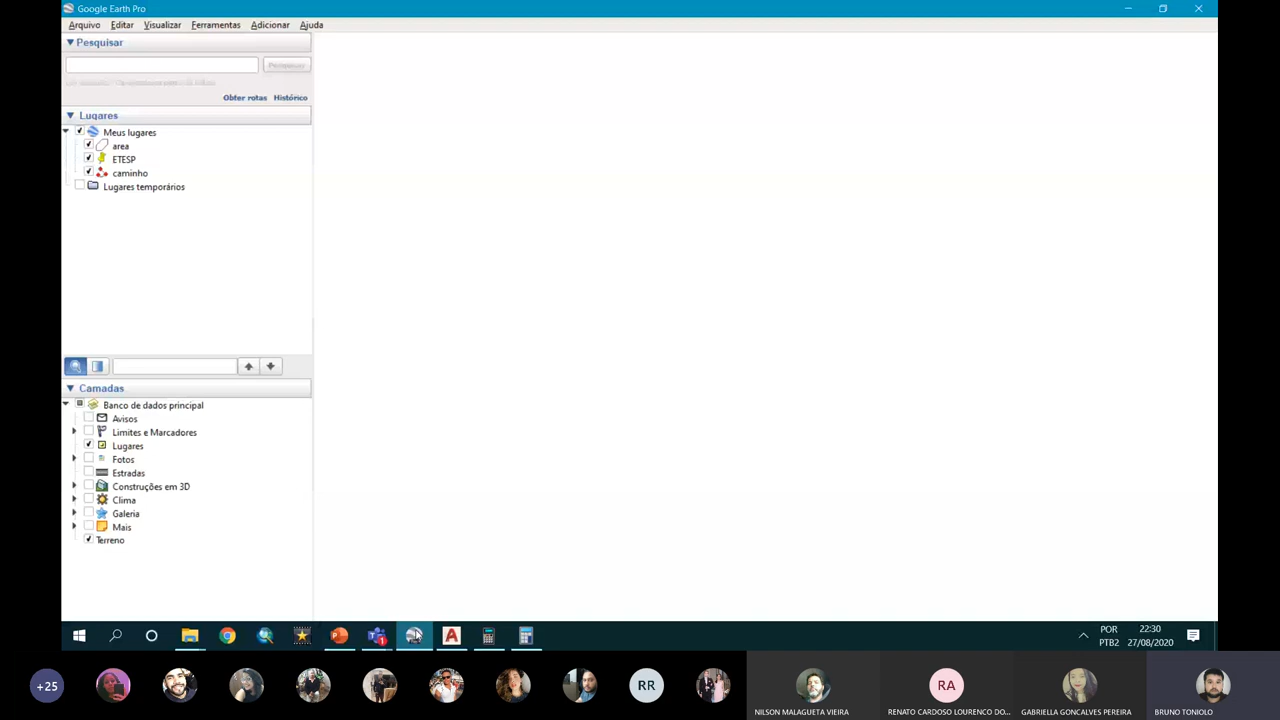 Google Earth Pro
Arquivo Editar Visualizar Ferramentas Adicionar Ajuda
Pesquisar
Pesquisar
Obter rotas Histórico
Lugares
Meus lugares
area
ETESP
caminho
Lugares temporários
Camadas
Banco de dados principal
Avisos
Limites e Marcadores
Lugares
Fotos
Estradas
Construções em 3D
Clima
Galeria
Mais
Terreno
POR
PTB2
22:30
27/08/2020
+25
RR
RA
NILSON MALAGUETA VIEIRA
RENATO CARDOSO LOURENCO DO...
GABRIELLA GONCALVES PEREIRA
BRUNO TONIOLO